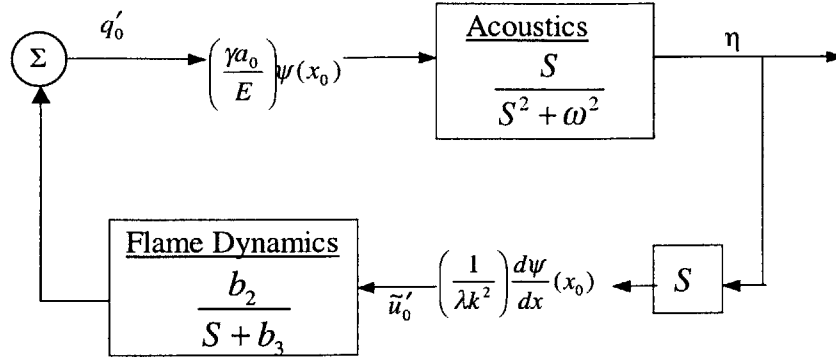 Σ
q′₀
(γa₀/E) ψ(x₀)
Acoustics
S/(S² + ω²)
η
Flame Dynamics
b₂/(S + b₃)
ũ′₀
(1/λk²) dψ/dx (x₀)
S